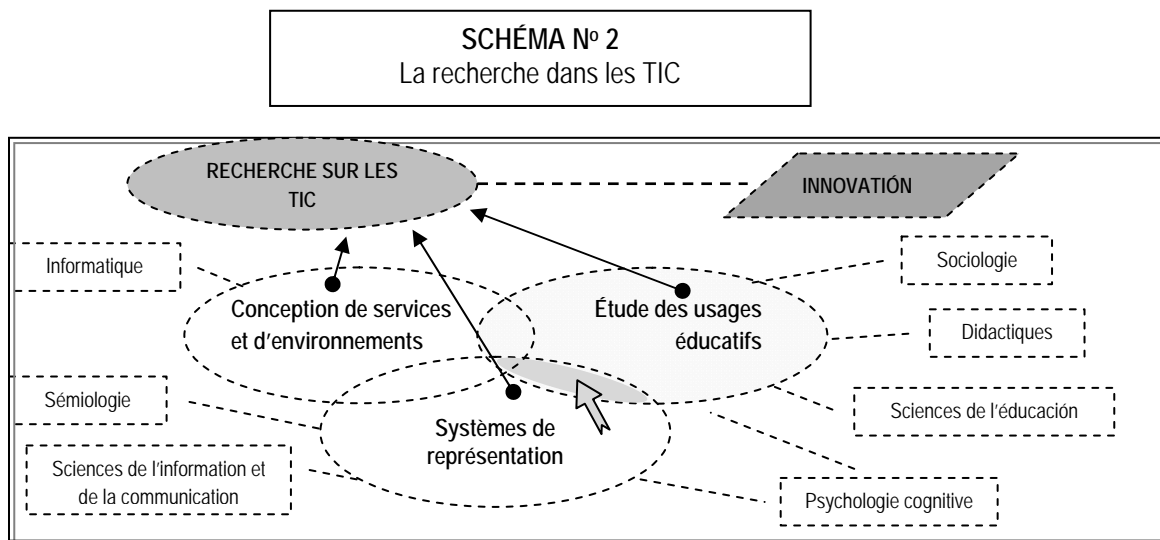 SCHÉMA Nº 2
La recherche dans les TIC
RECHERCHE SUR LES
TIC
INNOVATIÓN
Informatique
Sociologie
Conception de services
et d'environnements
Étude des usages
éducatifs
Didactiques
Sémiologie
Sciences de l'éducación
Systèmes de
représentation
Sciences de l'information et
de la communication
Psychologie cognitive